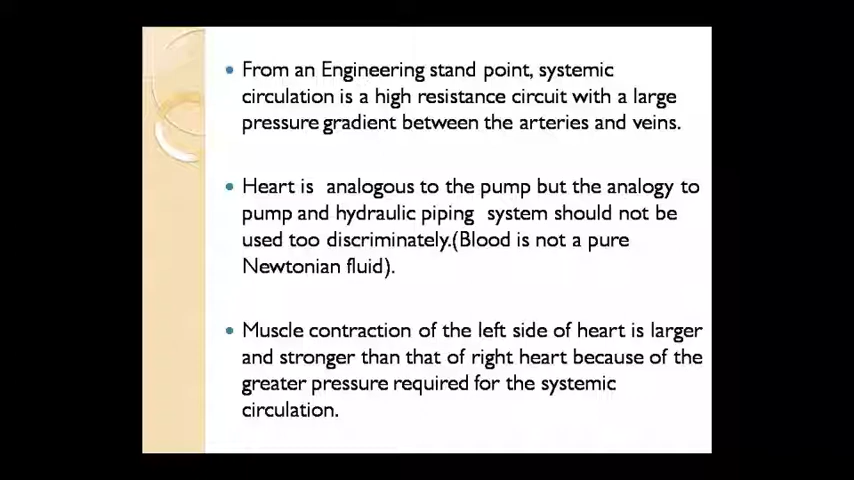 • From an Engineering stand point, systemic
circulation is a high resistance circuit with a large
pressure gradient between the arteries and veins.
• Heart is analogous to the pump but the analogy to
pump and hydraulic piping system should not be
used too discriminately.(Blood is not a pure
Newtonian fluid).
• Muscle contraction of the left side of heart is larger
and stronger than that of right heart because of the
greater pressure required for the systemic
circulation.